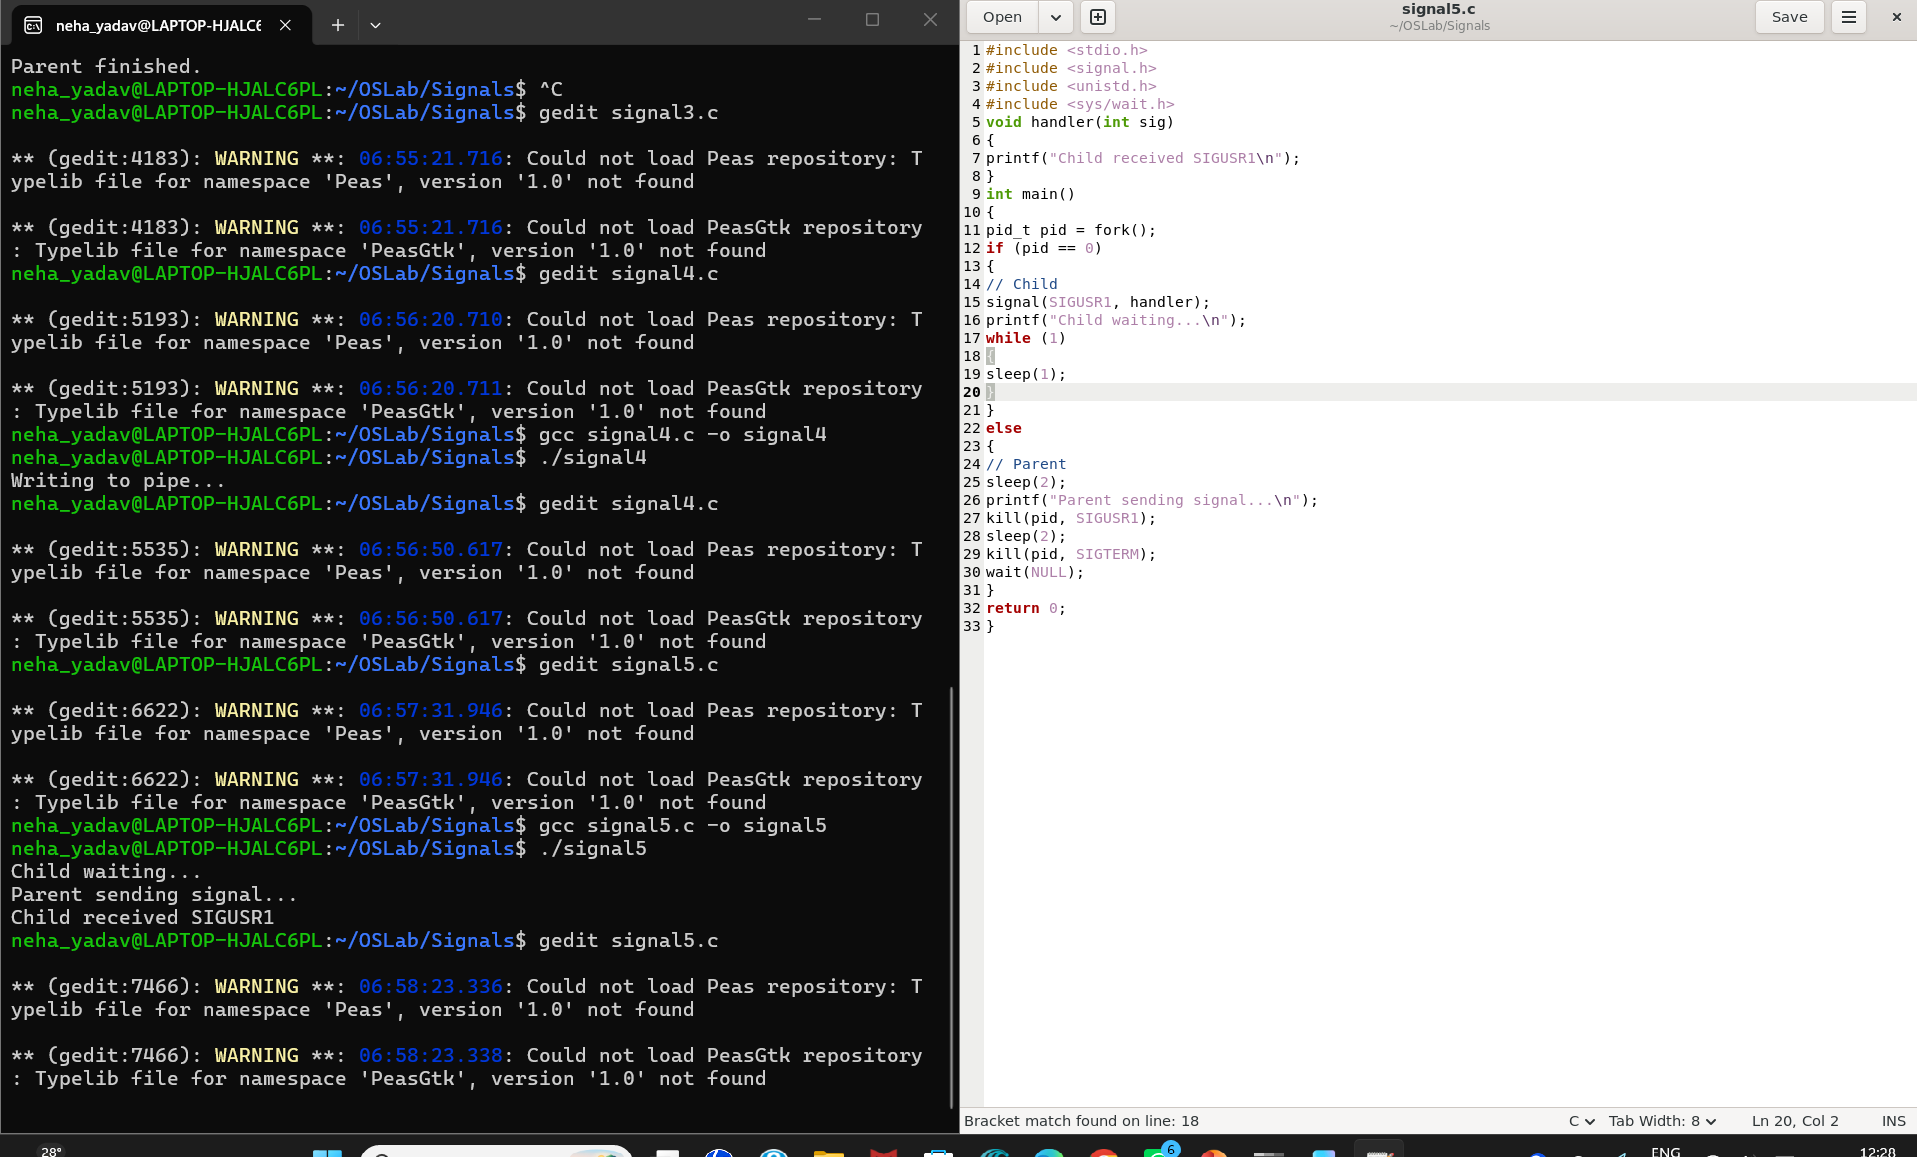 neha_yadav@LAPTOP-HJALC6
Parent finished.
neha_yadav@LAPTOP-HJALC6PL:~/OSLab/Signals$ ^C
neha_yadav@LAPTOP-HJALC6PL:~/OSLab/Signals$ gedit signal3.c
** (gedit:4183): WARNING **: 06:55:21.716: Could not load Peas repository: T
ypelib file for namespace 'Peas', version '1.0' not found
** (gedit:4183): WARNING **: 06:55:21.716: Could not load PeasGtk repository
: Typelib file for namespace 'PeasGtk', version '1.0' not found
neha_yadav@LAPTOP-HJALC6PL:~/OSLab/Signals$ gedit signal4.c
** (gedit:5193): WARNING **: 06:56:20.710: Could not load Peas repository: T
ypelib file for namespace 'Peas', version '1.0' not found
** (gedit:5193): WARNING **: 06:56:20.711: Could not load PeasGtk repository
: Typelib file for namespace 'PeasGtk', version '1.0' not found
neha_yadav@LAPTOP-HJALC6PL:~/OSLab/Signals$ gcc signal4.c -o signal4
neha_yadav@LAPTOP-HJALC6PL:~/OSLab/Signals$ ./signal4
Writing to pipe...
neha_yadav@LAPTOP-HJALC6PL:~/OSLab/Signals$ gedit signal4.c
** (gedit:5535): WARNING **: 06:56:50.617: Could not load Peas repository: T
ypelib file for namespace 'Peas', version '1.0' not found
** (gedit:5535): WARNING **: 06:56:50.617: Could not load PeasGtk repository
: Typelib file for namespace 'PeasGtk', version '1.0' not found
neha_yadav@LAPTOP-HJALC6PL:~/OSLab/Signals$ gedit signal5.c
** (gedit:6622): WARNING **: 06:57:31.946: Could not load Peas repository: T
ypelib file for namespace 'Peas', version '1.0' not found
** (gedit:6622): WARNING **: 06:57:31.946: Could not load PeasGtk repository
: Typelib file for namespace 'PeasGtk', version '1.0' not found
neha_yadav@LAPTOP-HJALC6PL:~/OSLab/Signals$ gcc signal5.c -o signal5
neha_yadav@LAPTOP-HJALC6PL:~/OSLab/Signals$ ./signal5
Child waiting...
Parent sending signal...
Child received SIGUSR1
neha_yadav@LAPTOP-HJALC6PL:~/OSLab/Signals$ gedit signal5.c
** (gedit:7466): WARNING **: 06:58:23.336: Could not load Peas repository: T
ypelib file for namespace 'Peas', version '1.0' not found
** (gedit:7466): WARNING **: 06:58:23.338: Could not load PeasGtk repository
: Typelib file for namespace 'PeasGtk', version '1.0' not found
Open
signal5.c
~/OSLab/Signals
Save
1 #include <stdio.h>
2 #include <signal.h>
3 #include <unistd.h>
4 #include <sys/wait.h>
5 void handler(int sig)
6 {
7 printf("Child received SIGUSR1\n");
8 }
9 int main()
10 {
11 pid_t pid = fork();
12 if (pid == 0)
13 {
14 // Child
15 signal(SIGUSR1, handler);
16 printf("Child waiting...\n");
17 while (1)
18 {
19 sleep(1);
20 }
21 }
22 else
23 {
24 // Parent
25 sleep(2);
26 printf("Parent sending signal...\n");
27 kill(pid, SIGUSR1);
28 sleep(2);
29 kill(pid, SIGTERM);
30 wait(NULL);
31 }
32 return 0;
33 }
Bracket match found on line: 18
C
Tab Width: 8
Ln 20, Col 2
INS
28°
6
ENG
12:28